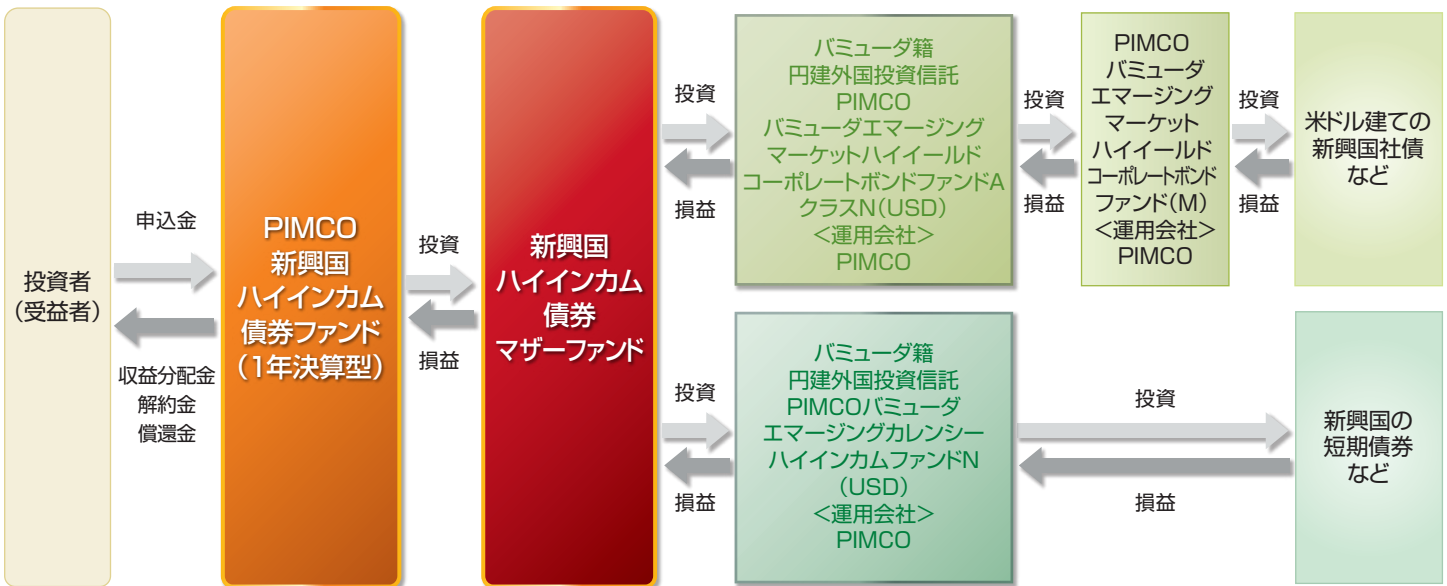 投資者
(受益者)
申込金
収益分配金
解約金
償還金
PIMCO
新興国
ハイインカム
債券ファンド
(1年決算型)
投資
損益
新興国
ハイインカム
債券
マザーファンド
投資
損益
バミューダ籍
円建外国投資信託
PIMCO
バミューダエマージング
マーケットハイイールド
コーポレートボンドファンドA
クラスN(USD)
<運用会社>
PIMCO
投資
損益
PIMCO
バミューダ
エマージング
マーケット
ハイイールド
コーポレートボンド
ファンド(M)
<運用会社>
PIMCO
投資
損益
米ドル建ての
新興国社債
など
投資
損益
バミューダ籍
円建外国投資信託
PIMCOバミューダ
エマージングカレンシー
ハイインカムファンドN
(USD)
<運用会社>
PIMCO
投資
損益
新興国の
短期債券
など